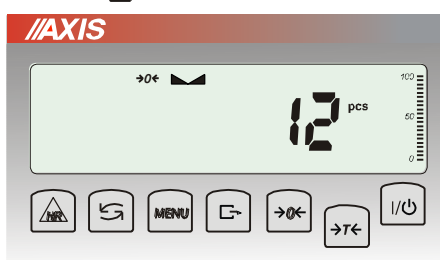 //AXIS
→0←
12 pcs
100
50
0
HR
MENU
→0←
→T←
I/